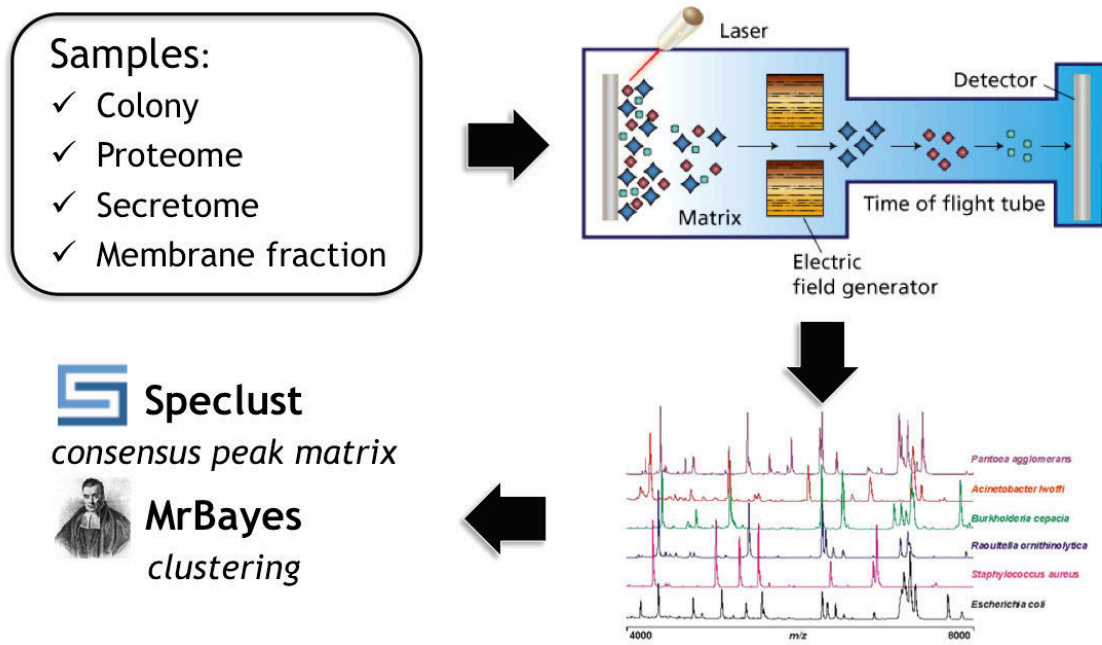 Samples:
✓ Colony
✓ Proteome
✓ Secretome
✓ Membrane fraction
Laser
Detector
Matrix
Time of flight tube
Electric
field generator
Pantoea agglomerans
Acinetobacter lwoffi
Burkholderia cepacia
Raoultella ornithinolytica
Staphylococcus aureus
Escherichia coli
4000 m/z 8000
Speclust
consensus peak matrix
MrBayes
clustering